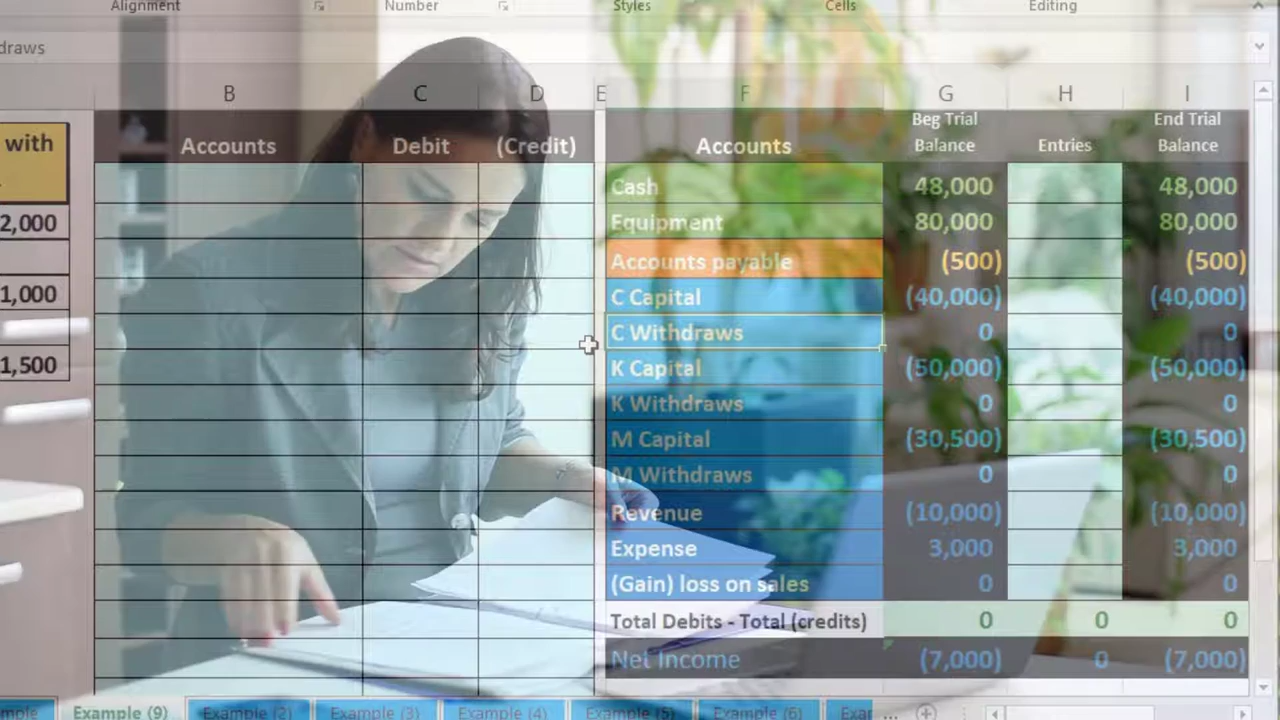 Alignment Number Styles Cells Editing
draws
B C D E F G H I
with Accounts Debit (Credit) Accounts Beg Trial Balance Entries End Trial Balance
Cash 48,000 48,000
2,000 Equipment 80,000 80,000
Accounts payable (500) (500)
1,000 C Capital (40,000) (40,000)
C Withdraws 0 0
1,500 K Capital (50,000) (50,000)
K Withdraws 0 0
M Capital (30,500) (30,500)
M Withdraws 0 0
Revenue (10,000) (10,000)
Expense 3,000 3,000
(Gain) loss on sales 0 0
Total Debits - Total (credits) 0 0 0
Net Income (7,000) 0 (7,000)
mple Example (9) Example (2) Example (3) Example (4) Example (5) Example (6) Exar ...